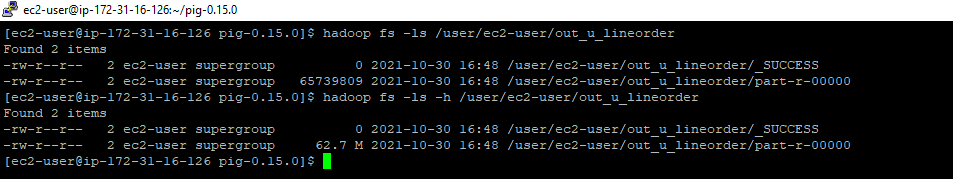 ec2-user@ip-172-31-16-126:~/pig-0.15.0
[ec2-user@ip-172-31-16-126 pig-0.15.0]$ hadoop fs -ls /user/ec2-user/out_u_lineorder
Found 2 items
-rw-r--r--   2 ec2-user supergroup          0 2021-10-30 16:48 /user/ec2-user/out_u_lineorder/_SUCCESS
-rw-r--r--   2 ec2-user supergroup   65739809 2021-10-30 16:48 /user/ec2-user/out_u_lineorder/part-r-00000
[ec2-user@ip-172-31-16-126 pig-0.15.0]$ hadoop fs -ls -h /user/ec2-user/out_u_lineorder
Found 2 items
-rw-r--r--   2 ec2-user supergroup          0 2021-10-30 16:48 /user/ec2-user/out_u_lineorder/_SUCCESS
-rw-r--r--   2 ec2-user supergroup     62.7 M 2021-10-30 16:48 /user/ec2-user/out_u_lineorder/part-r-00000
[ec2-user@ip-172-31-16-126 pig-0.15.0]$